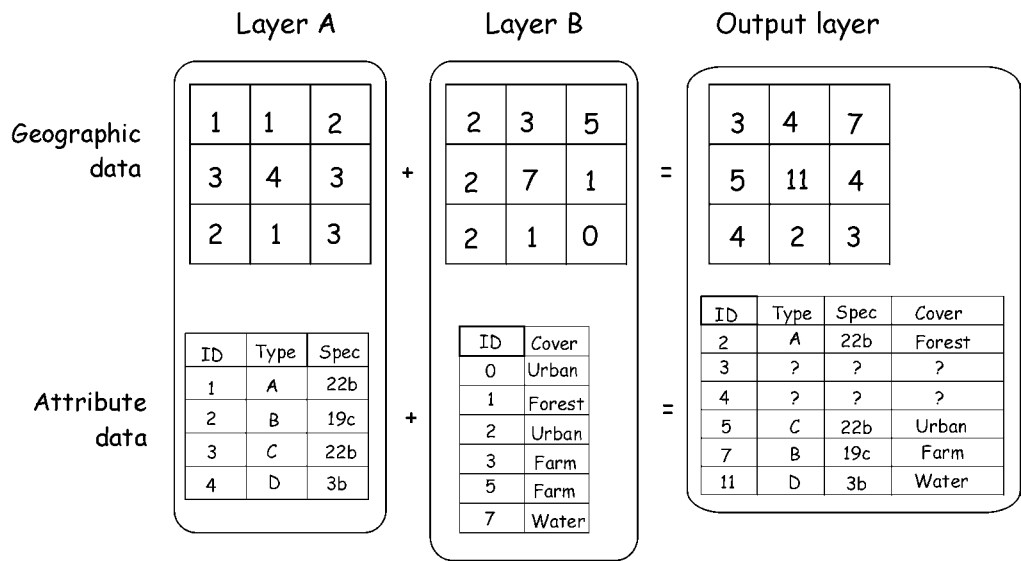 Layer A
Layer B
Output layer
Geographic
data
1 1 2
3 4 3
2 1 3
+
2 3 5
2 7 1
2 1 0
=
3 4 7
5 11 4
4 2 3
Attribute
data
ID Type Spec
1 A 22b
2 B 19c
3 C 22b
4 D 3b
+
ID Cover
0 Urban
1 Forest
2 Urban
3 Farm
5 Farm
7 Water
=
ID Type Spec Cover
2 A 22b Forest
3 ? ? ?
4 ? ? ?
5 C 22b Urban
7 B 19c Farm
11 D 3b Water